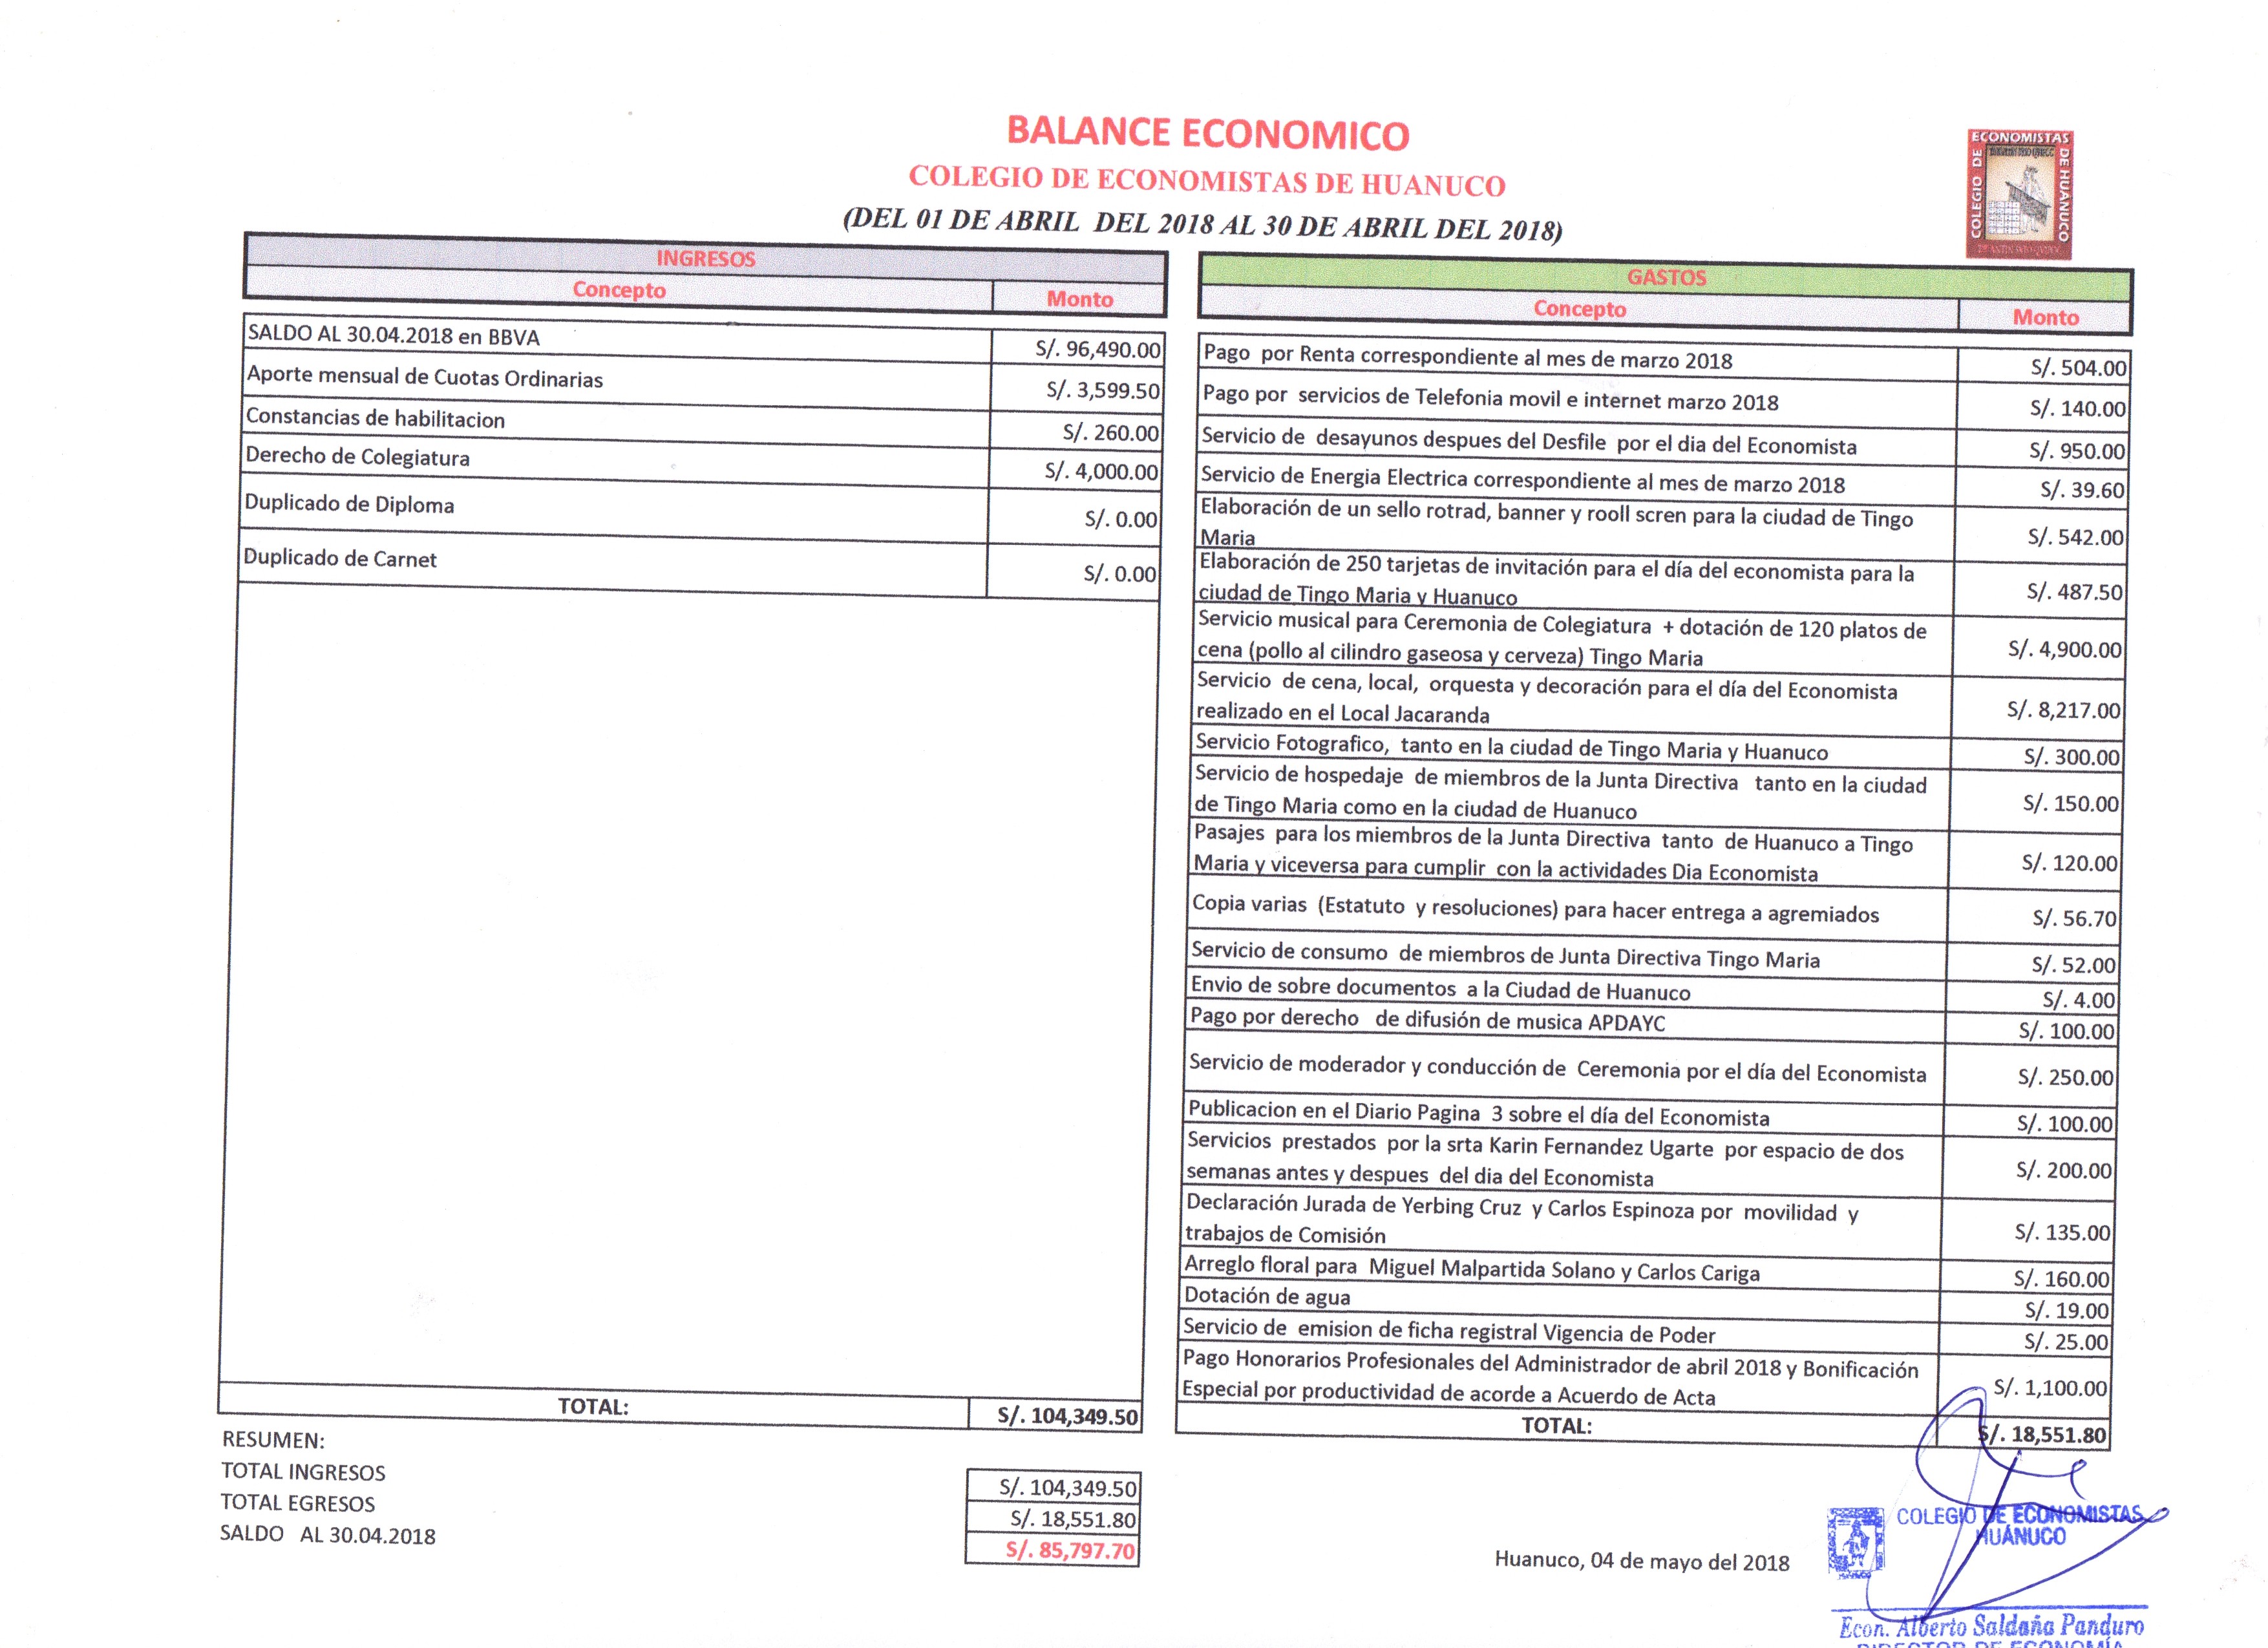 BALANCE ECONOMICO
COLEGIO DE ECONOMISTAS DE HUANUCO
(DEL 01 DE ABRIL DEL 2018 AL 30 DE ABRIL DEL 2018)
COLEGIO DE ECONOMISTAS DE HUANUCO
INGRESOS
Concepto Monto
SALDO AL 30.04.2018 en BBVA S/. 96,490.00
Aporte mensual de Cuotas Ordinarias S/. 3,599.50
Constancias de habilitacion S/. 260.00
Derecho de Colegiatura S/. 4,000.00
Duplicado de Diploma S/. 0.00
Duplicado de Carnet S/. 0.00
TOTAL: S/. 104,349.50
GASTOS
Concepto Monto
Pago por Renta correspondiente al mes de marzo 2018 S/. 504.00
Pago por servicios de Telefonia movil e internet marzo 2018 S/. 140.00
Servicio de desayunos despues del Desfile por el dia del Economista S/. 950.00
Servicio de Energia Electrica correspondiente al mes de marzo 2018 S/. 39.60
Elaboración de un sello rotrad, banner y rooll scren para la ciudad de Tingo
Maria S/. 542.00
Elaboración de 250 tarjetas de invitación para el día del economista para la
ciudad de Tingo Maria y Huanuco S/. 487.50
Servicio musical para Ceremonia de Colegiatura + dotación de 120 platos de
cena (pollo al cilindro gaseosa y cerveza) Tingo Maria S/. 4,900.00
Servicio de cena, local, orquesta y decoración para el día del Economista
realizado en el Local Jacaranda S/. 8,217.00
Servicio Fotografico, tanto en la ciudad de Tingo Maria y Huanuco S/. 300.00
Servicio de hospedaje de miembros de la Junta Directiva tanto en la ciudad
de Tingo Maria como en la ciudad de Huanuco S/. 150.00
Pasajes para los miembros de la Junta Directiva tanto de Huanuco a Tingo
Maria y viceversa para cumplir con la actividades Dia Economista S/. 120.00
Copia varias (Estatuto y resoluciones) para hacer entrega a agremiados S/. 56.70
Servicio de consumo de miembros de Junta Directiva Tingo Maria S/. 52.00
Envio de sobre documentos a la Ciudad de Huanuco S/. 4.00
Pago por derecho de difusión de musica APDAYC S/. 100.00
Servicio de moderador y conducción de Ceremonia por el día del Economista S/. 250.00
Publicacion en el Diario Pagina 3 sobre el día del Economista S/. 100.00
Servicios prestados por la srta Karin Fernandez Ugarte por espacio de dos
semanas antes y despues del dia del Economista S/. 200.00
Declaración Jurada de Yerbing Cruz y Carlos Espinoza por movilidad y
trabajos de Comisión S/. 135.00
Arreglo floral para Miguel Malpartida Solano y Carlos Cariga S/. 160.00
Dotación de agua S/. 19.00
Servicio de emision de ficha registral Vigencia de Poder S/. 25.00
Pago Honorarios Profesionales del Administrador de abril 2018 y Bonificación
Especial por productividad de acorde a Acuerdo de Acta S/. 1,100.00
TOTAL: S/. 18,551.80
RESUMEN:
TOTAL INGRESOS S/. 104,349.50
TOTAL EGRESOS S/. 18,551.80
SALDO AL 30.04.2018 S/. 85,797.70
Huanuco, 04 de mayo del 2018
COLEGIO DE ECONOMISTAS
HUÁNUCO
Econ. Alberto Saldaña Panduro
DIRECTOR DE ECONOMÍA